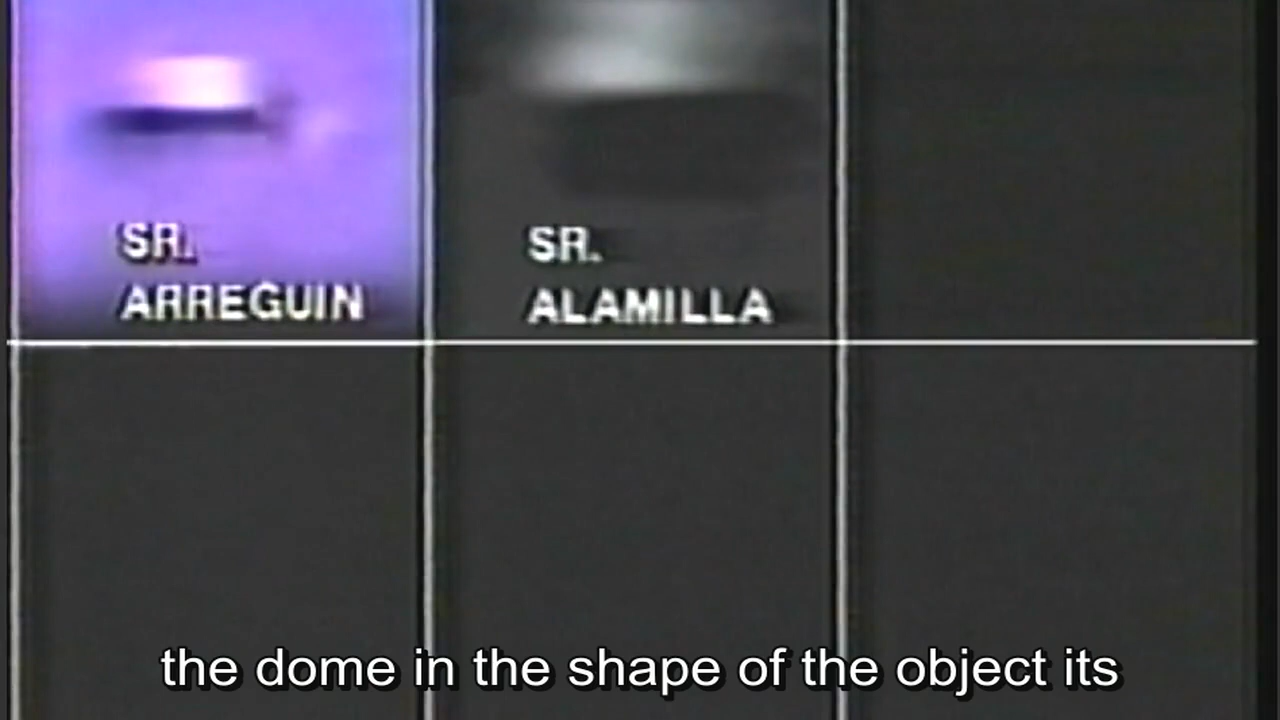 SR.
ARREGUIN
SR.
ALAMILLA
the dome in the shape of the object its